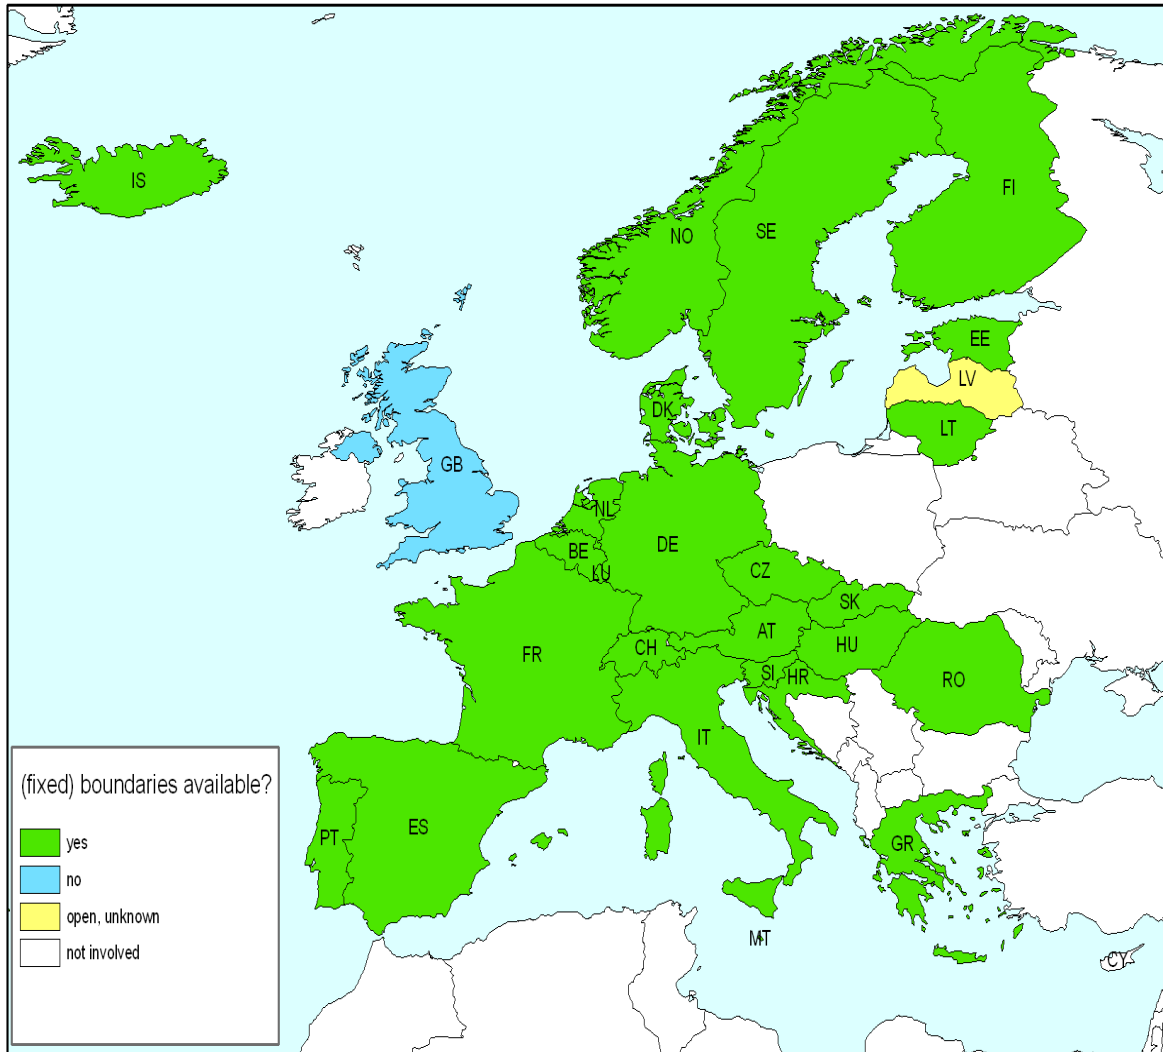 IS
FI
SE
NO
EE
LV
DK
LT
GB
NL
DE
BE
LU
CZ
SK
AT
HU
CH
FR
SI
HR
RO
IT
(fixed) boundaries available?
yes
no
open, unknown
not involved
PT
ES
GR
MT
CY